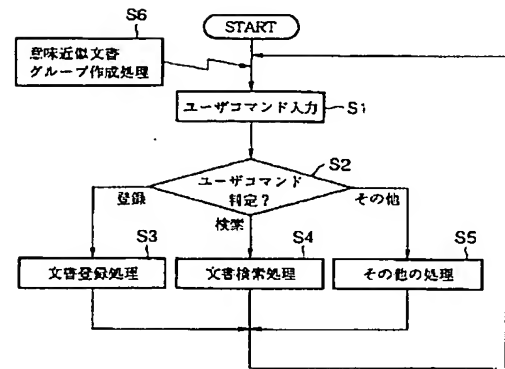 S6
START
意味近似文書
グループ作成処理
ユーザコマンド入力
S1
S2
ユーザコマンド
判定?
登録
検索
その他
S3
S4
S5
文書登録処理
文書検索処理
その他の処理